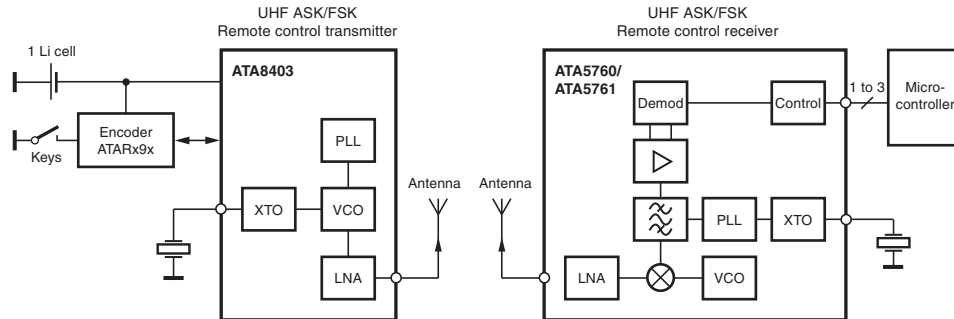 UHF ASK/FSK
Remote control transmitter
UHF ASK/FSK
Remote control receiver
1 Li cell
ATA8403
ATA5760/
ATA5761
Demod
Control
1 to 3
Micro-
controller
Encoder
ATARx9x
Keys
PLL
Antenna
Antenna
XTO
VCO
PLL
XTO
LNA
LNA
VCO